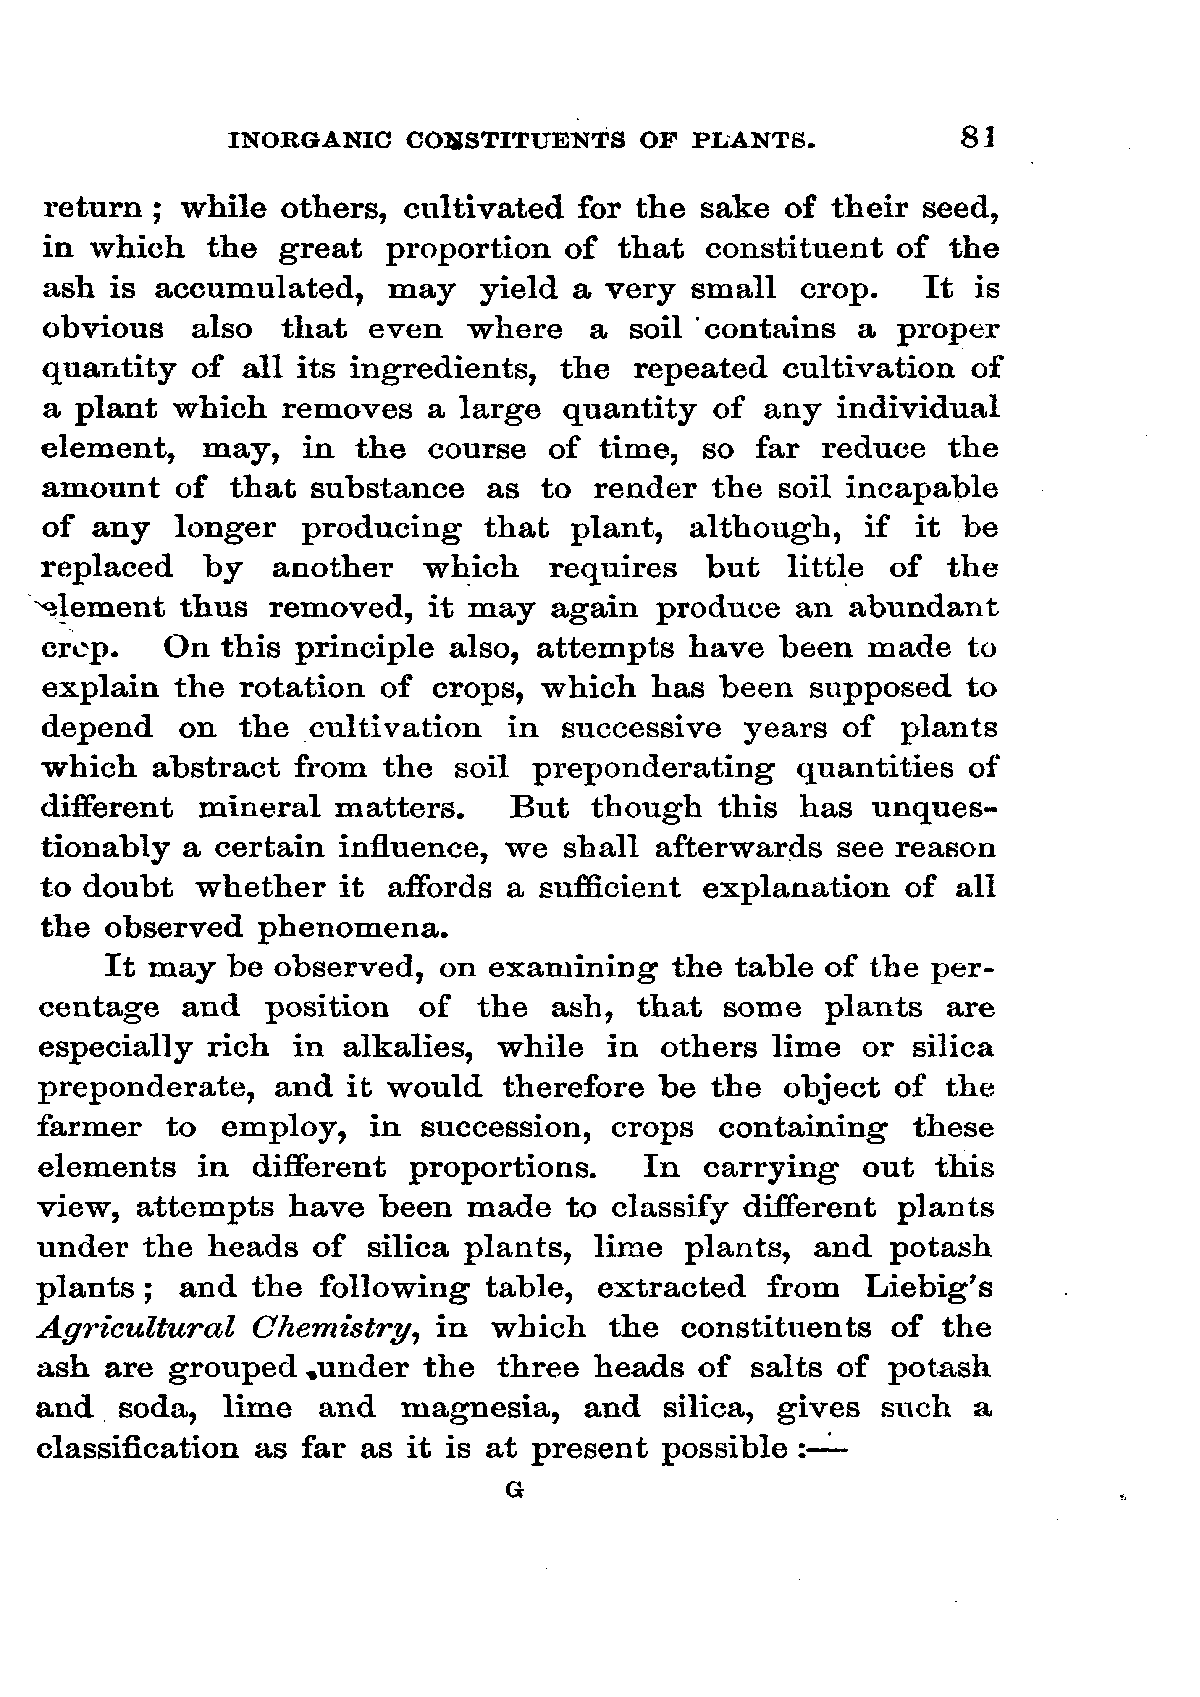 INORGANIC CONSTITUENTS OF PLANTS. 81
return ; while others, cultivated for the sake of their seed,
in which the great proportion of that constituent of the
ash is accumulated, may yield a very small crop. It is
obvious also that even where a soil contains a proper
quantity of all its ingredients, the repeated cultivation of
a plant which removes a large quantity of any individual
element, may, in the course of time, so far reduce the
amount of that substance as to render the soil incapable
of any longer producing that plant, although, if it be
replaced by another which requires but little of the
element thus removed, it may again produce an abundant
crop. On this principle also, attempts have been made to
explain the rotation of crops, which has been supposed to
depend on the cultivation in successive years of plants
which abstract from the soil preponderating quantities of
different mineral matters. But though this has unques-
tionably a certain influence, we shall afterwards see reason
to doubt whether it affords a sufficient explanation of all
the observed phenomena.
It may be observed, on examining the table of the per-
centage and position of the ash, that some plants are
especially rich in alkalies, while in others lime or silica
preponderate, and it would therefore be the object of the
farmer to employ, in succession, crops containing these
elements in different proportions. In carrying out this
view, attempts have been made to classify different plants
under the heads of silica plants, lime plants, and potash
plants ; and the following table, extracted from Liebig's
Agricultural Chemistry, in which the constituents of the
ash are grouped under the three heads of salts of potash
and soda, lime and magnesia, and silica, gives such a
classification as far as it is at present possible :—
G